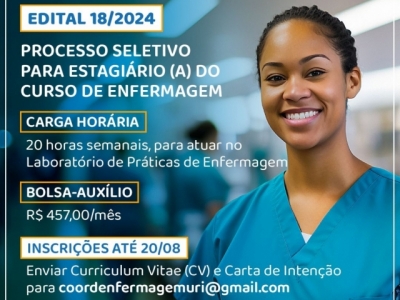 EDITAL 18/2024
PROCESSO SELETIVO
PARA ESTAGIÁRIO (A) DO
CURSO DE ENFERMAGEM
CARGA HORÁRIA
20 horas semanais, para atuar no
Laboratório de Práticas de Enfermagem
BOLSA-AUXÍLIO
R$ 457,00/mês
INSCRIÇÕES ATÉ 20/08
Enviar Curriculum Vitae (CV) e Carta de Intenção
para coordenfermagemuri@gmail.com